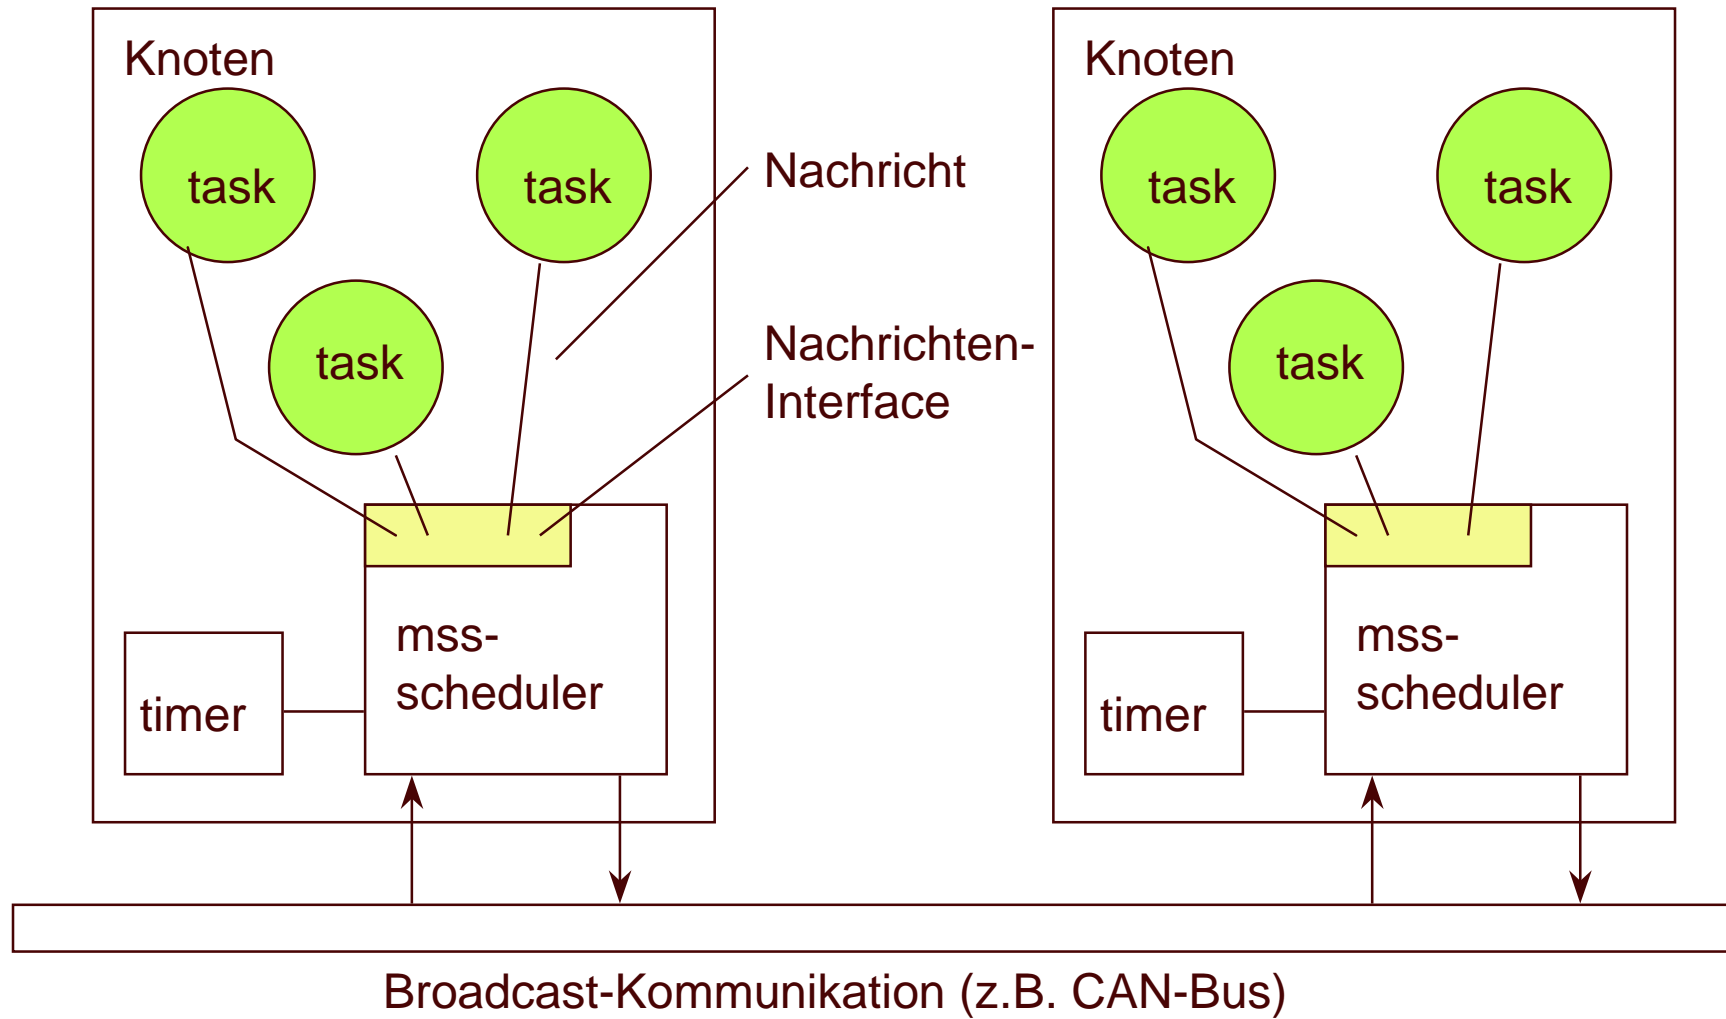 Knoten
task
task
task
mss-
scheduler
timer
Nachricht
Nachrichten-
Interface
Knoten
task
task
task
mss-
scheduler
timer
Broadcast-Kommunikation (z.B. CAN-Bus)